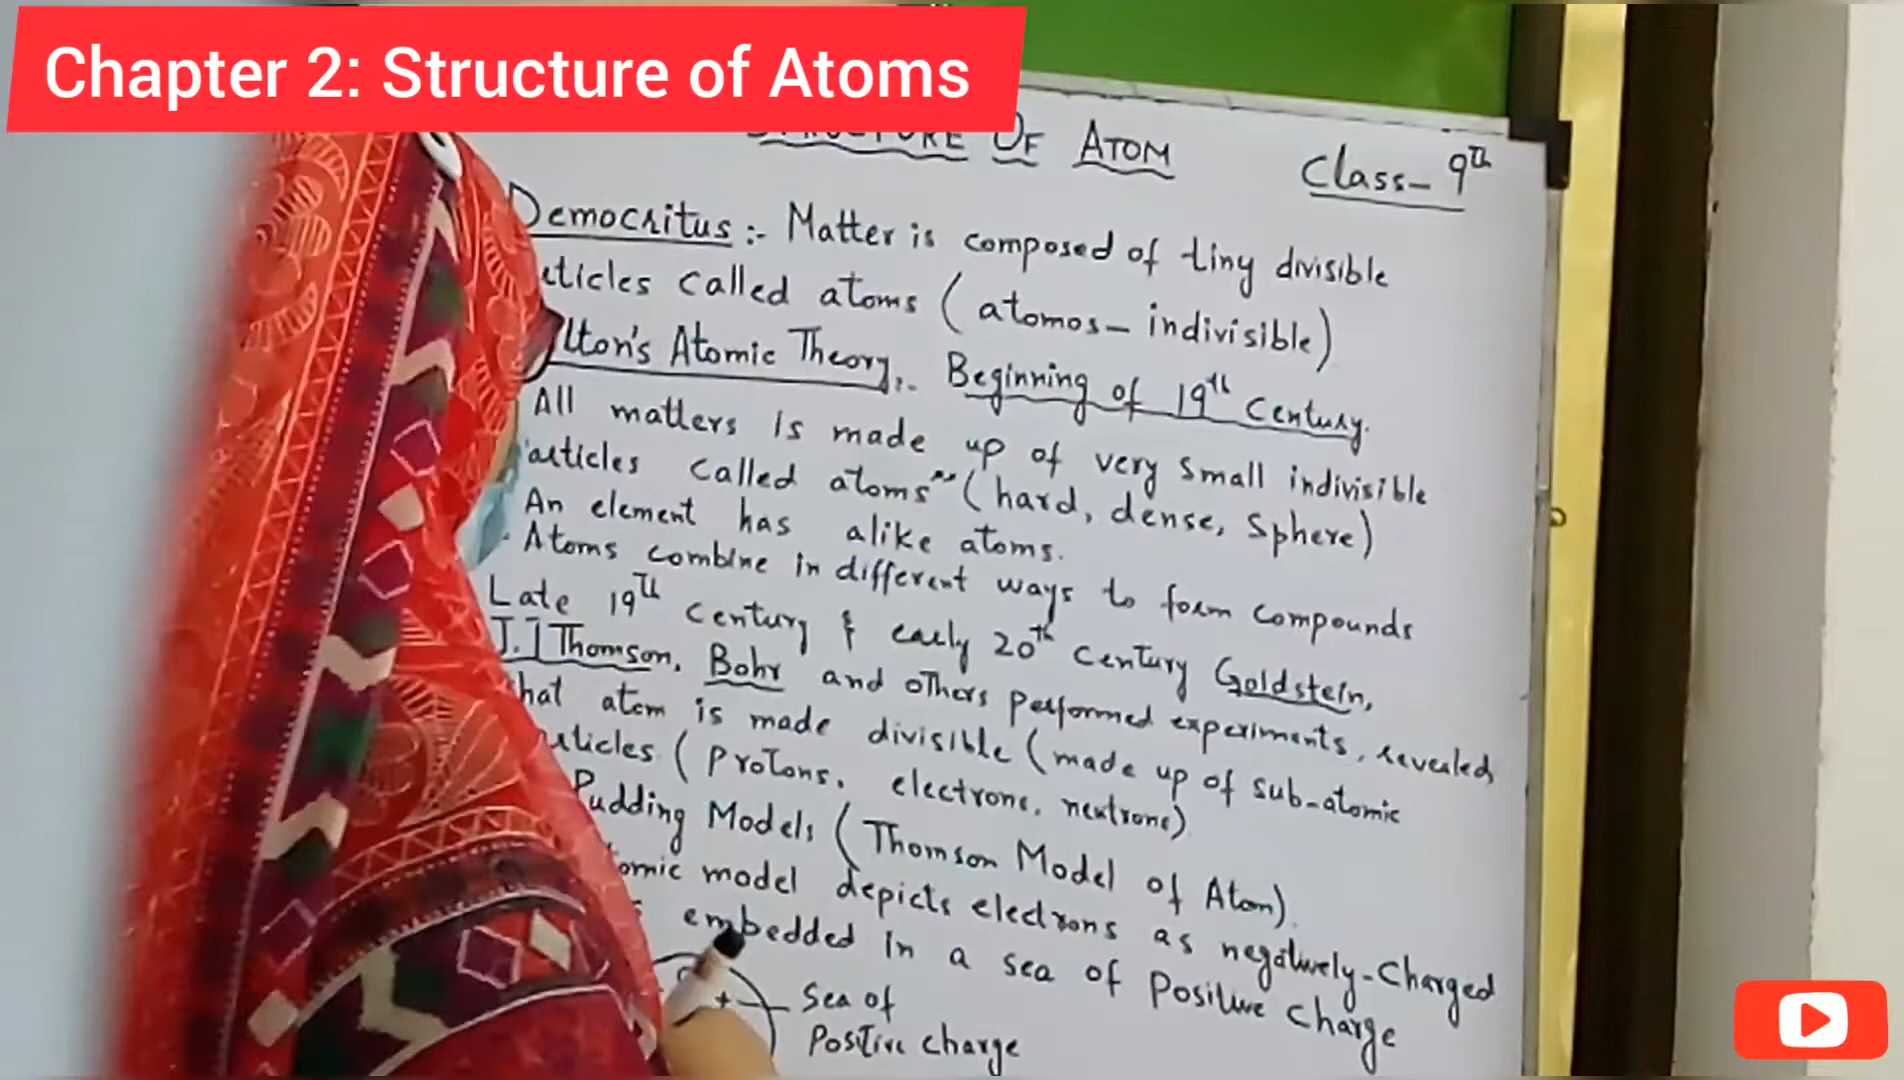 Chapter 2: Structure of Atoms
STRUCTURE OF ATOM
Class- 9th
Democritus :- Matter is composed of tiny divisible
articles called atoms (atomos- indivisible)
lton's Atomic Theory :- Beginning of 19th Century.
All matters is made up of very small indivisible
articles called atoms" (hard, dense, Sphere)
An element has alike atoms.
Atoms combine in different ways to form compounds
Late 19th Century & early 20th Century Goldstein,
J.J Thomson, Bohr and others performed experiments, revealed
that atom is made divisible (made up of sub-atomic
articles (Protons, electrons, neutrons)
Pudding Models (Thomson Model of Atom).
omic model depicts electrons as negatively-Charged
embedded in a sea of Positive Charge
+
Sea of
Positive charge